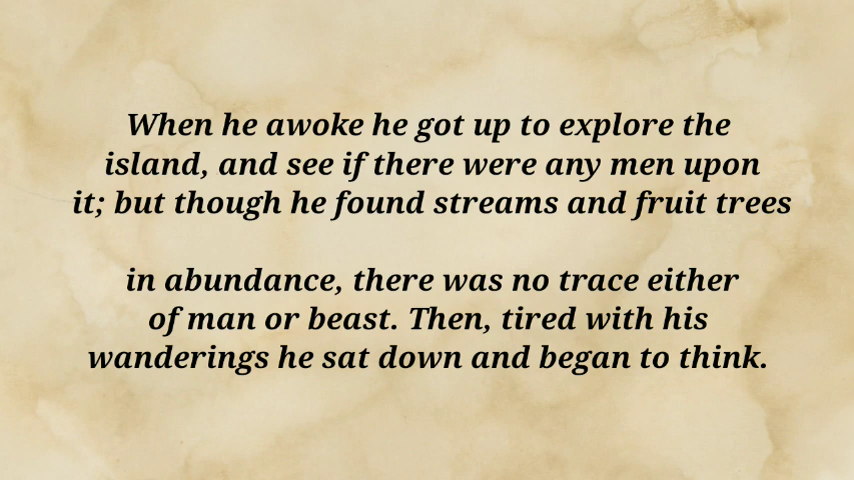 When he awoke he got up to explore the
island, and see if there were any men upon
it; but though he found streams and fruit trees
in abundance, there was no trace either
of man or beast. Then, tired with his
wanderings he sat down and began to think.